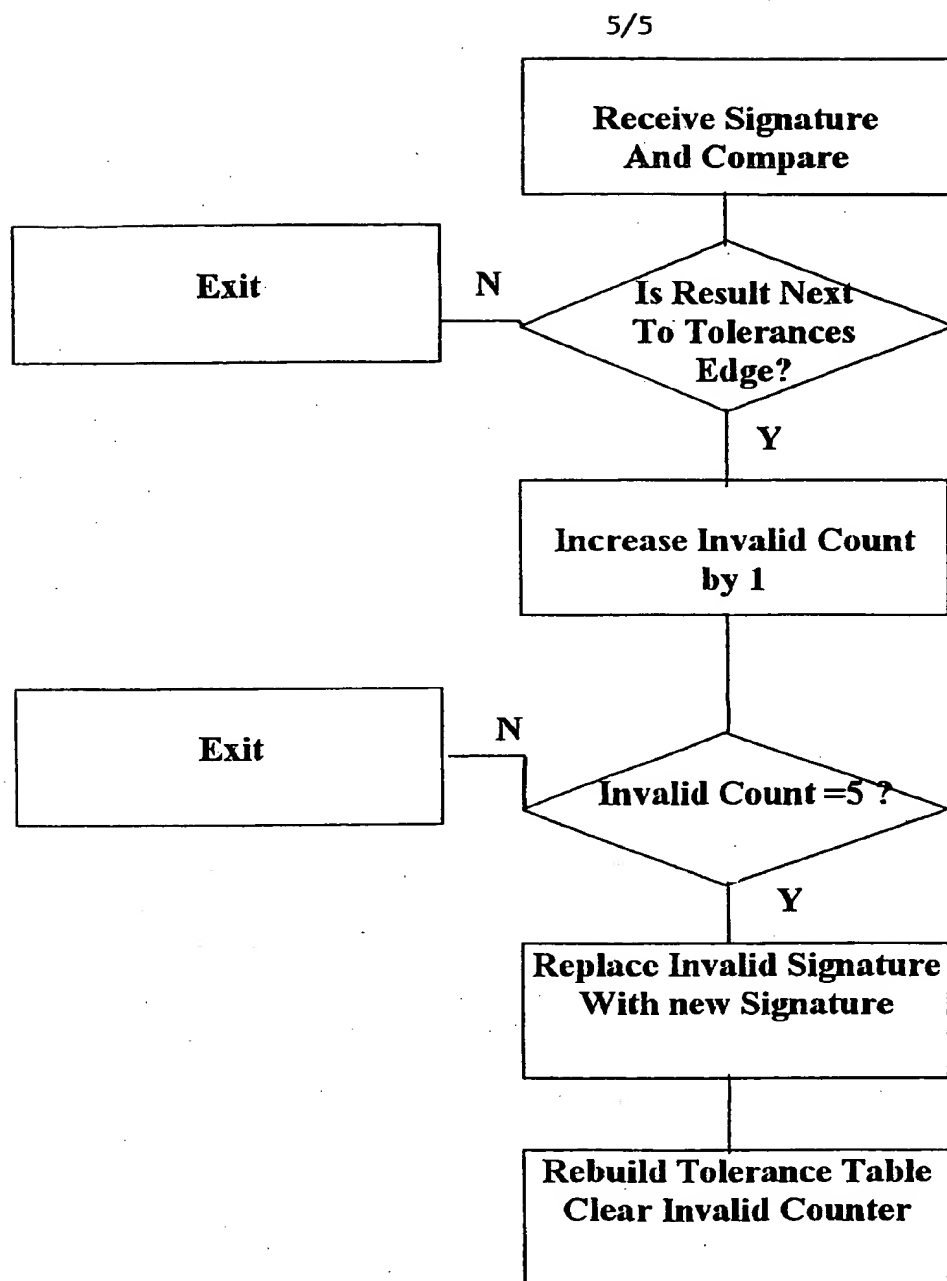 5/5
Receive Signature
And Compare
Exit
N
Is Result Next
To Tolerances
Edge?
Y
Increase Invalid Count
by 1
Exit
N
Invalid Count =5 ?
Y
Replace Invalid Signature
With new Signature
Rebuild Tolerance Table
Clear Invalid Counter